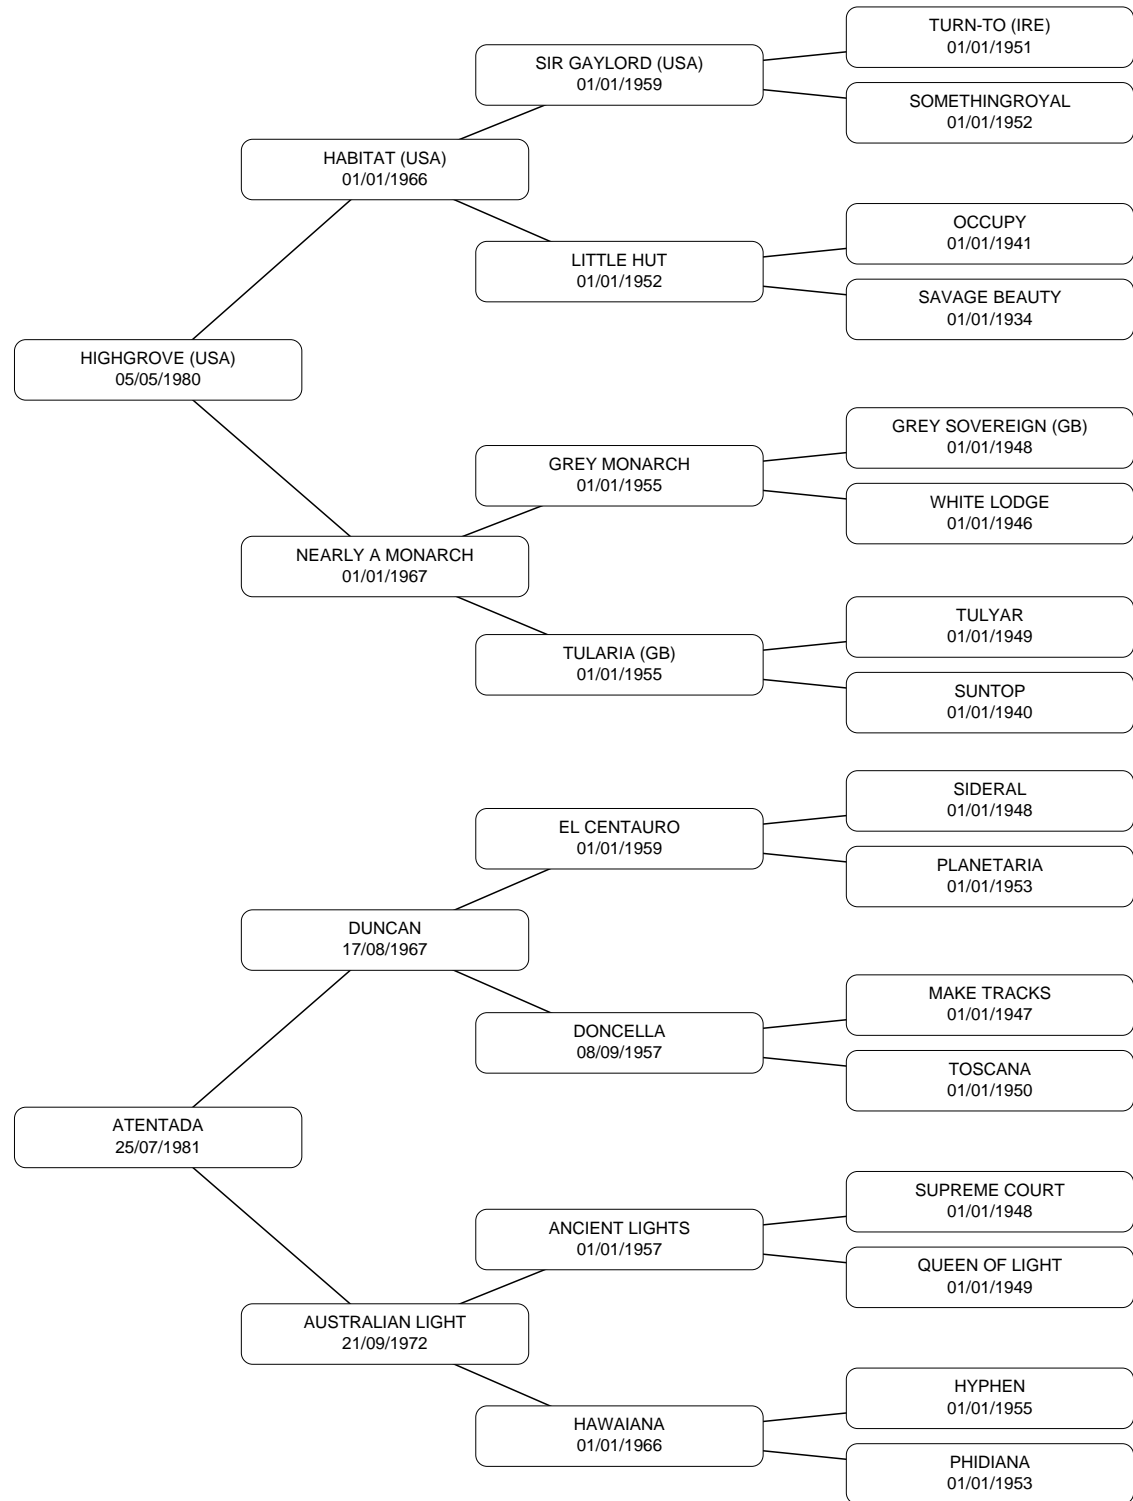 TURN-TO (IRE)
01/01/1951
SIR GAYLORD (USA)
01/01/1959
SOMETHINGROYAL
01/01/1952
HABITAT (USA)
01/01/1966
OCCUPY
01/01/1941
LITTLE HUT
01/01/1952
SAVAGE BEAUTY
01/01/1934
HIGHGROVE (USA)
05/05/1980
GREY SOVEREIGN (GB)
01/01/1948
GREY MONARCH
01/01/1955
WHITE LODGE
01/01/1946
NEARLY A MONARCH
01/01/1967
TULYAR
01/01/1949
TULARIA (GB)
01/01/1955
SUNTOP
01/01/1940
SIDERAL
01/01/1948
EL CENTAURO
01/01/1959
PLANETARIA
01/01/1953
DUNCAN
17/08/1967
MAKE TRACKS
01/01/1947
DONCELLA
08/09/1957
TOSCANA
01/01/1950
ATENTADA
25/07/1981
SUPREME COURT
01/01/1948
ANCIENT LIGHTS
01/01/1957
QUEEN OF LIGHT
01/01/1949
AUSTRALIAN LIGHT
21/09/1972
HYPHEN
01/01/1955
HAWAIANA
01/01/1966
PHIDIANA
01/01/1953